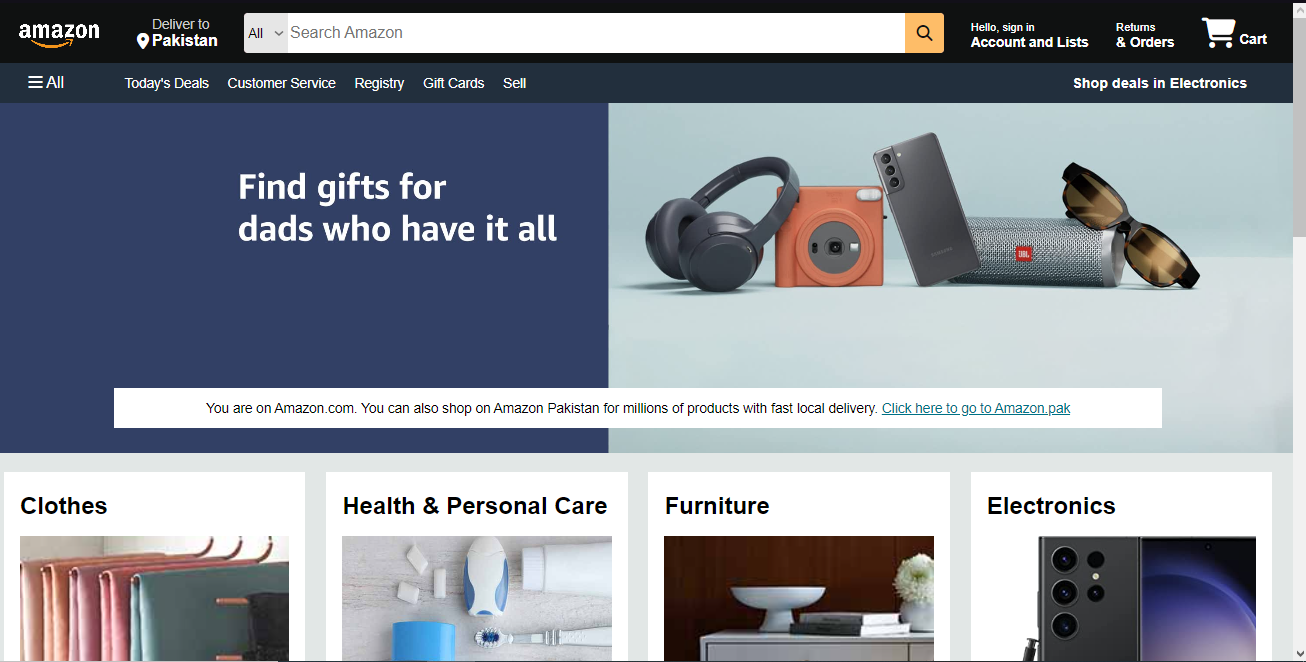 amazon
Deliver to
Pakistan
All
Search Amazon
Hello, sign in
Account and Lists
Returns
& Orders
Cart
All
Today's Deals
Customer Service
Registry
Gift Cards
Sell
Shop deals in Electronics
Find gifts for
dads who have it all
SAMSUNG
JBL
You are on Amazon.com. You can also shop on Amazon Pakistan for millions of products with fast local delivery. Click here to go to Amazon.pak
Clothes
Health & Personal Care
Furniture
Electronics